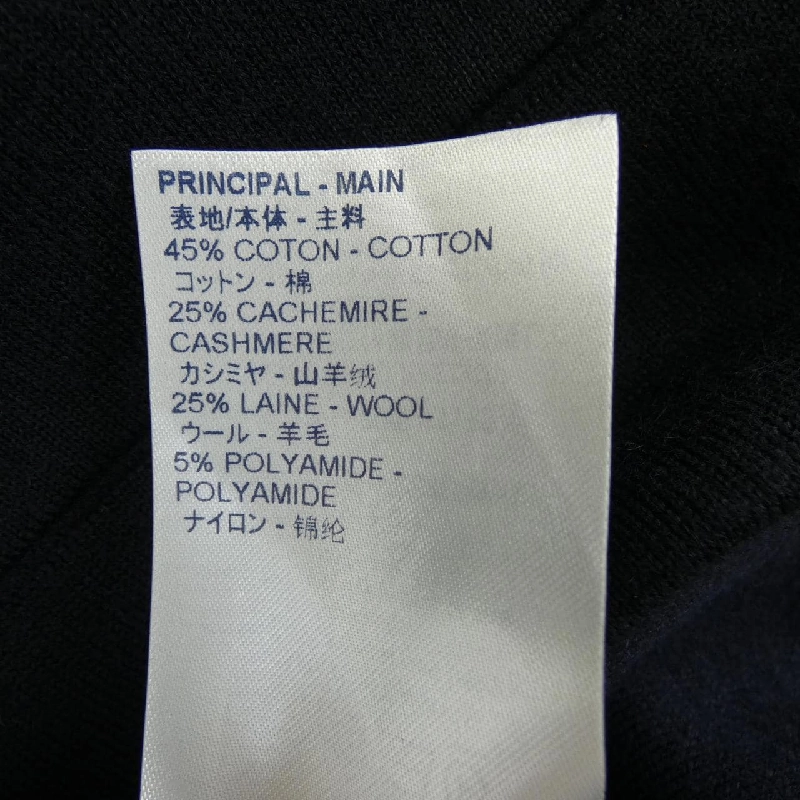 PRINCIPAL - MAIN
表地/本体 - 主料
45% COTON - COTTON
コットン - 棉
25% CACHEMIRE -
CASHMERE
カシミヤ - 山羊绒
25% LAINE - WOOL
ウール - 羊毛
5% POLYAMIDE -
POLYAMIDE
ナイロン - 锦纶